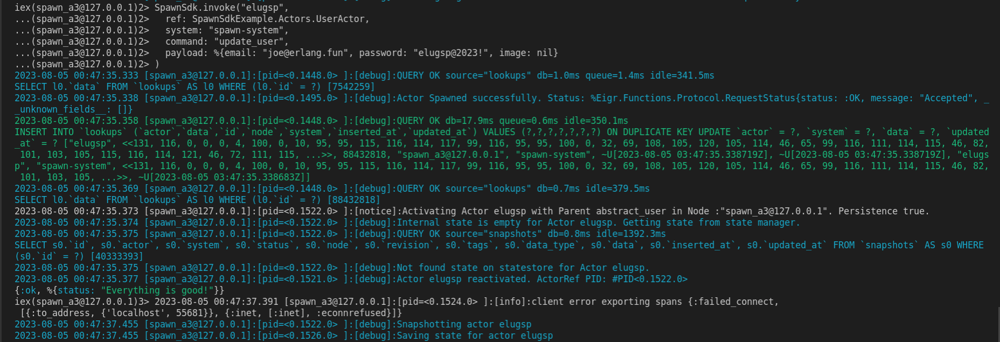 iex(spawn_a3@127.0.0.1)2> SpawnSdk.invoke("elugsp",
...(spawn_a3@127.0.0.1)2>   ref: SpawnSdkExample.Actors.UserActor,
...(spawn_a3@127.0.0.1)2>   system: "spawn-system",
...(spawn_a3@127.0.0.1)2>   command: "update_user",
...(spawn_a3@127.0.0.1)2>   payload: %{email: "joe@erlang.fun", password: "elugsp@2023!", image: nil}
...(spawn_a3@127.0.0.1)2> )
2023-08-05 00:47:35.333 [spawn_a3@127.0.0.1]:[pid=<0.1448.0> ]:[debug]:QUERY OK source="lookups" db=1.0ms queue=1.4ms idle=341.5ms
SELECT l0.`data` FROM `lookups` AS l0 WHERE (l0.`id` = ?) [7542259]
2023-08-05 00:47:35.338 [spawn_a3@127.0.0.1]:[pid=<0.1495.0> ]:[debug]:Actor Spawned successfully. Status: %Eigr.Functions.Protocol.RequestStatus{status: :OK, message: "Accepted", _
_unknown_fields__: []}
2023-08-05 00:47:35.358 [spawn_a3@127.0.0.1]:[pid=<0.1448.0> ]:[debug]:QUERY OK db=17.9ms queue=0.6ms idle=350.1ms
INSERT INTO `lookups` (`actor`,`data`,`id`,`node`,`system`,`inserted_at`,`updated_at`) VALUES (?,?,?,?,?,?,?) ON DUPLICATE KEY UPDATE `actor` = ?, `system` = ?, `data` = ?, `updated
_at` = ? ["elugsp", <<131, 116, 0, 0, 0, 4, 100, 0, 10, 95, 95, 115, 116, 114, 117, 99, 116, 95, 95, 100, 0, 32, 69, 108, 105, 120, 105, 114, 46, 65, 99, 116, 111, 114, 115, 46, 82,
 101, 103, 105, 115, 116, 114, 121, 46, 72, 111, 115, ...>>, 88432818, "spawn_a3@127.0.0.1", "spawn-system", ~U[2023-08-05 03:47:35.338719Z], ~U[2023-08-05 03:47:35.338719Z], "elugs
p", "spawn-system", <<131, 116, 0, 0, 0, 4, 100, 0, 10, 95, 95, 115, 116, 114, 117, 99, 116, 95, 95, 100, 0, 32, 69, 108, 105, 120, 105, 114, 46, 65, 99, 116, 111, 114, 115, 46, 82,
 101, 103, 105, ...>>, ~U[2023-08-05 03:47:35.338683Z]]
2023-08-05 00:47:35.369 [spawn_a3@127.0.0.1]:[pid=<0.1448.0> ]:[debug]:QUERY OK source="lookups" db=0.7ms idle=379.5ms
SELECT l0.`data` FROM `lookups` AS l0 WHERE (l0.`id` = ?) [88432818]
2023-08-05 00:47:35.373 [spawn_a3@127.0.0.1]:[pid=<0.1522.0> ]:[notice]:Activating Actor elugsp with Parent abstract_user in Node :"spawn_a3@127.0.0.1". Persistence true.
2023-08-05 00:47:35.374 [spawn_a3@127.0.0.1]:[pid=<0.1522.0> ]:[debug]:Internal state is empty for Actor elugsp. Getting state from state manager.
2023-08-05 00:47:35.375 [spawn_a3@127.0.0.1]:[pid=<0.1522.0> ]:[debug]:QUERY OK source="snapshots" db=0.8ms idle=1392.3ms
SELECT s0.`id`, s0.`actor`, s0.`system`, s0.`status`, s0.`node`, s0.`revision`, s0.`tags`, s0.`data_type`, s0.`data`, s0.`inserted_at`, s0.`updated_at` FROM `snapshots` AS s0 WHERE
(s0.`id` = ?) [40333393]
2023-08-05 00:47:35.375 [spawn_a3@127.0.0.1]:[pid=<0.1522.0> ]:[debug]:Not found state on statestore for Actor elugsp.
2023-08-05 00:47:35.377 [spawn_a3@127.0.0.1]:[pid=<0.1521.0> ]:[debug]:Actor elugsp reactivated. ActorRef PID: #PID<0.1522.0>
{:ok, %{status: "Everything is good!"}}
iex(spawn_a3@127.0.0.1)3> 2023-08-05 00:47:37.391 [spawn_a3@127.0.0.1]:[pid=<0.1524.0> ]:[info]:client error exporting spans {:failed_connect,
 [{:to_address, {'localhost', 55681}}, {:inet, [:inet], :econnrefused}]}
2023-08-05 00:47:37.455 [spawn_a3@127.0.0.1]:[pid=<0.1522.0> ]:[debug]:Snapshotting actor elugsp
2023-08-05 00:47:37.455 [spawn_a3@127.0.0.1]:[pid=<0.1526.0> ]:[debug]:Saving state for actor elugsp